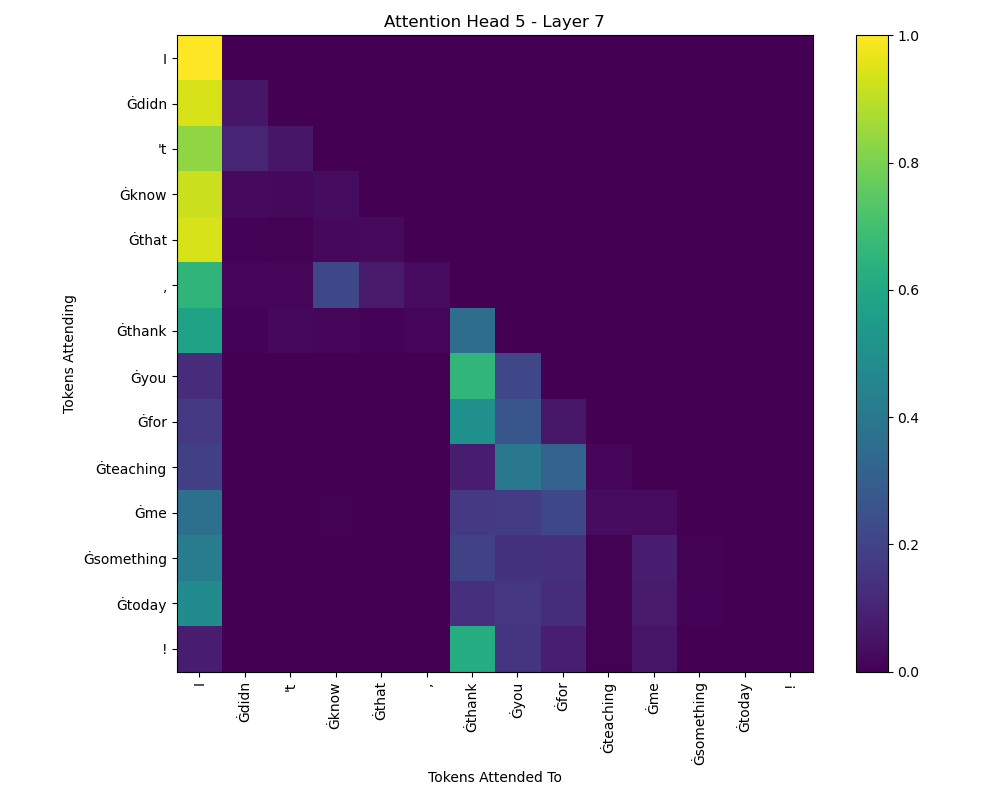 Attention Head 5 - Layer 7
I
Ġdidn
't
Ġknow
Ġthat
,
Ġthank
Ġyou
Ġfor
Ġteaching
Ġme
Ġsomething
Ġtoday
!
Tokens Attending
I
Ġdidn
't
Ġknow
Ġthat
,
Ġthank
Ġyou
Ġfor
Ġteaching
Ġme
Ġsomething
Ġtoday
!
Tokens Attended To
1.0
0.8
0.6
0.4
0.2
0.0